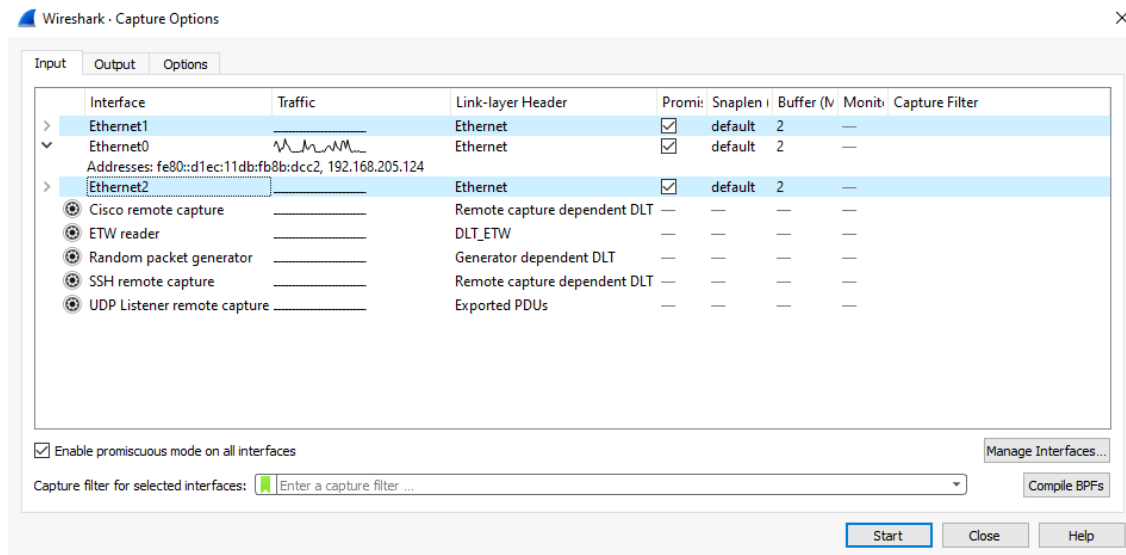 Wireshark · Capture Options
Input Output Options
Interface Traffic Link-layer Header Promis Snaplen ( Buffer (M Monito Capture Filter
Ethernet1 Ethernet default 2 —
Ethernet0 Ethernet default 2 —
Addresses: fe80::d1ec:11db:fb8b:dcc2, 192.168.205.124
Ethernet2 Ethernet default 2 —
Cisco remote capture Remote capture dependent DLT — — — —
ETW reader DLT_ETW — — — —
Random packet generator Generator dependent DLT — — — —
SSH remote capture Remote capture dependent DLT — — — —
UDP Listener remote capture Exported PDUs — — — —
Enable promiscuous mode on all interfaces Manage Interfaces...
Capture filter for selected interfaces: Enter a capture filter ... Compile BPFs
Start Close Help